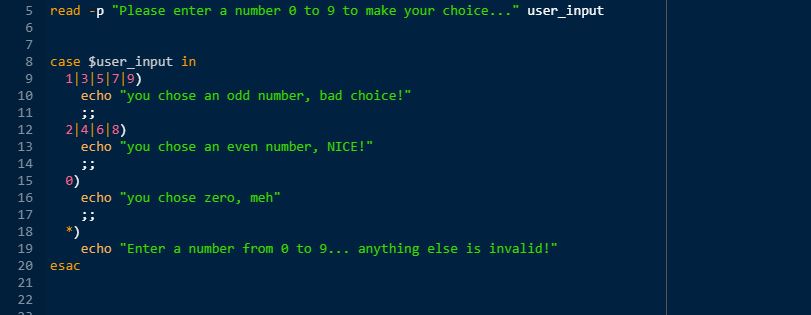 5 read -p "Please enter a number 0 to 9 to make your choice..." user_input
6
7
8 case $user_input in
9   1|3|5|7|9)
10     echo "you chose an odd number, bad choice!"
11     ;;
12   2|4|6|8)
13     echo "you chose an even number, NICE!"
14     ;;
15   0)
16     echo "you chose zero, meh"
17     ;;
18   *)
19     echo "Enter a number from 0 to 9... anything else is invalid!"
20 esac
21
22